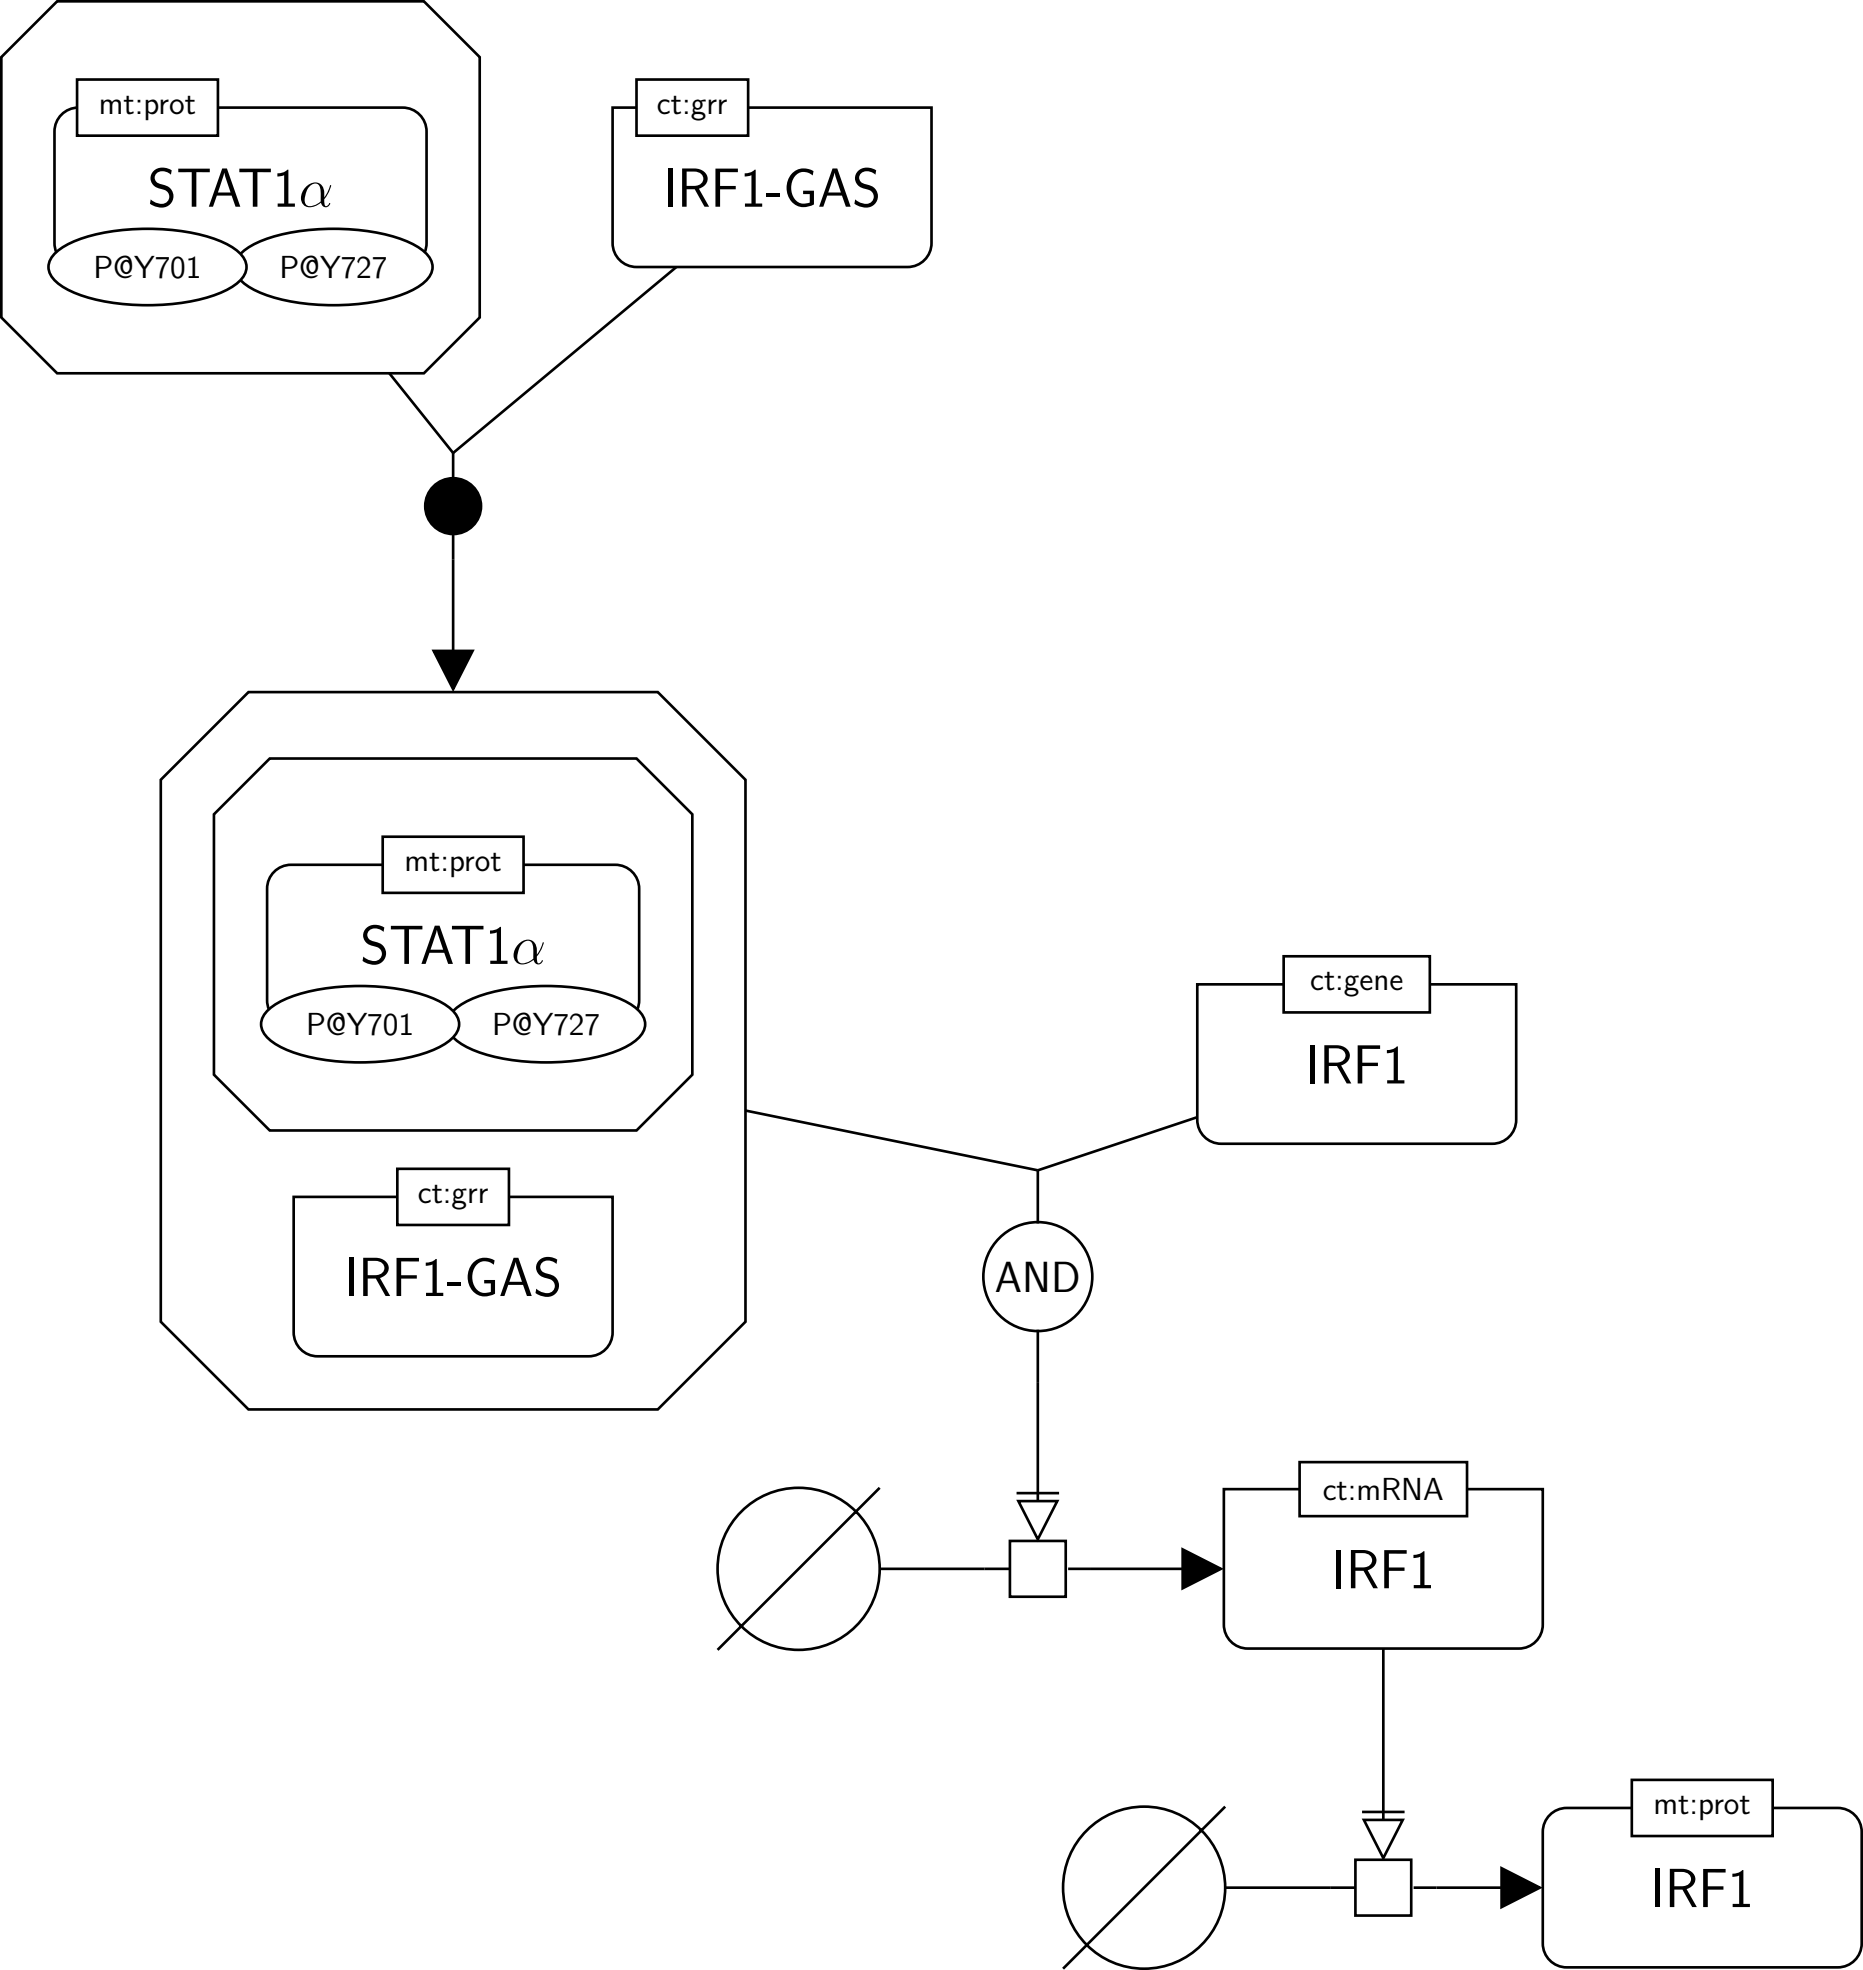 mt:prot
STAT1α
P@Y701
P@Y727
ct:grr
IRF1-GAS
mt:prot
STAT1α
P@Y701
P@Y727
ct:grr
IRF1-GAS
ct:gene
IRF1
AND
ct:mRNA
IRF1
mt:prot
IRF1